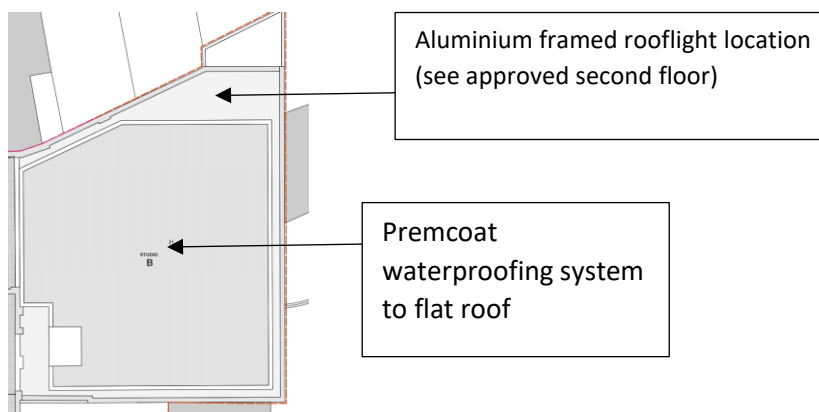 Aluminium framed rooflight location
(see approved second floor)
Premcoat
waterproofing system
to flat roof
STUDIO
B